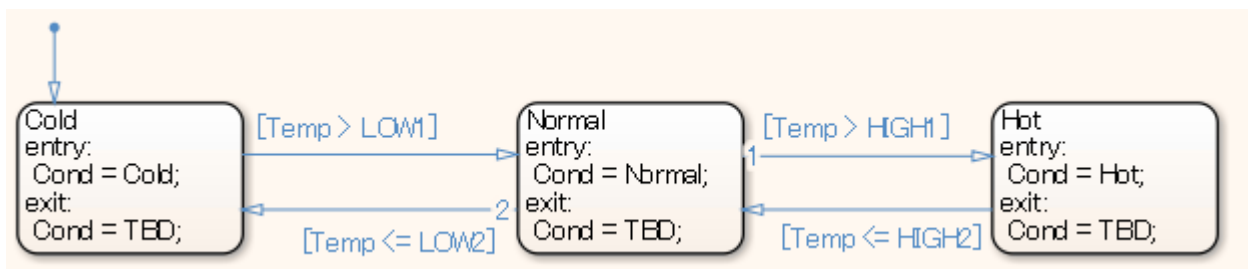 Cold
entry:
Cond = Cold;
exit:
Cond = TBD;
[Temp > LOW1]
[Temp <= LOW2]
Normal
entry:
Cond = Normal;
exit:
Cond = TBD;
1
2
[Temp > HIGH1]
[Temp <= HIGH2]
Hot
entry:
Cond = Hot;
exit:
Cond = TBD;